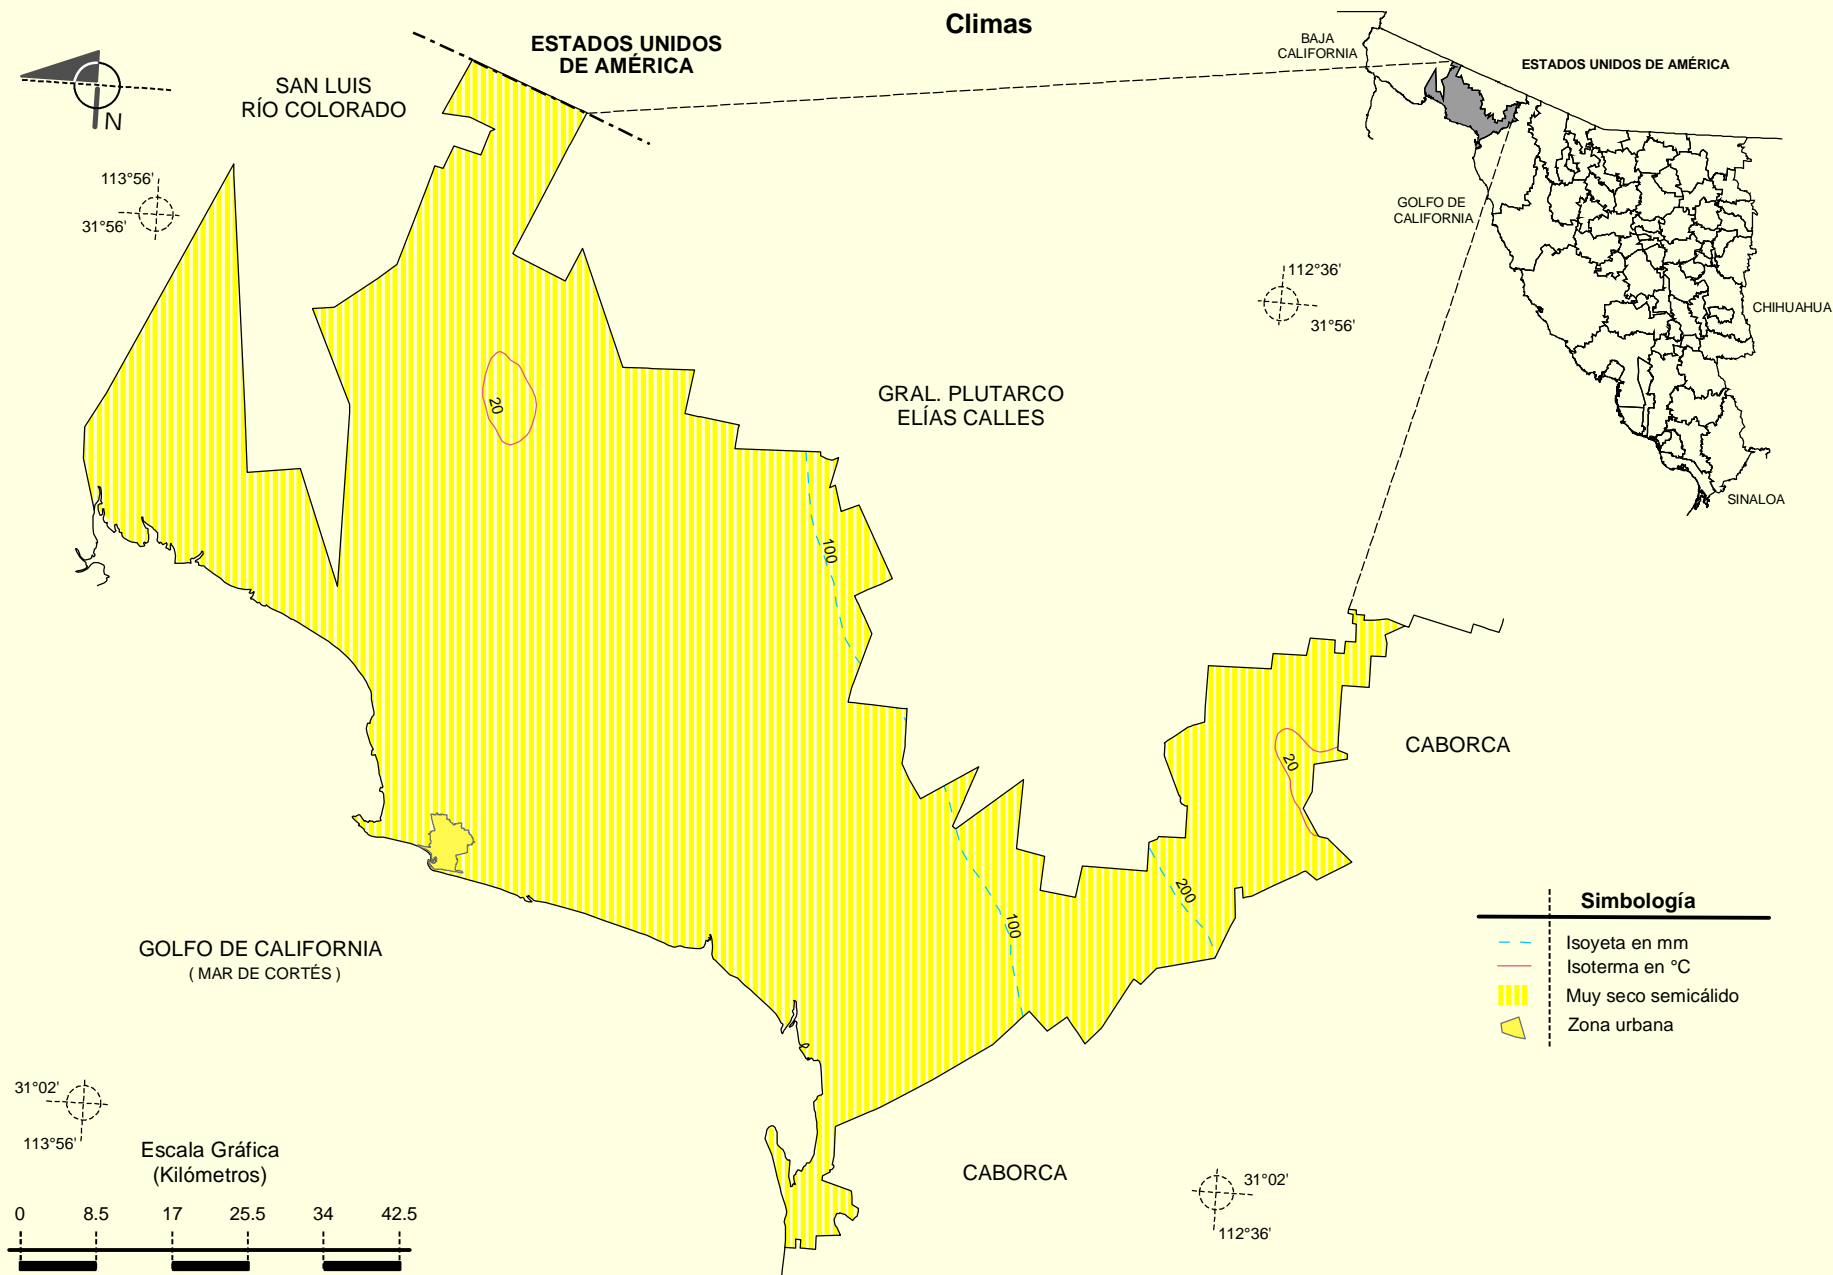 Climas
ESTADOS UNIDOS
DE AMÉRICA
SAN LUIS
RÍO COLORADO
N
113°56'
31°56'
BAJA
CALIFORNIA
ESTADOS UNIDOS DE AMÉRICA
GOLFO DE
CALIFORNIA
CHIHUAHUA
SINALOA
112°36'
31°56'
GRAL. PLUTARCO
ELÍAS CALLES
20
100
CABORCA
20
200
100
GOLFO DE CALIFORNIA
( MAR DE CORTÉS )
Simbología
Isoyeta en mm
Isoterma en °C
Muy seco semicálido
Zona urbana
31°02'
113°56'
Escala Gráfica
(Kilómetros)
0 8.5 17 25.5 34 42.5
CABORCA
31°02'
112°36'